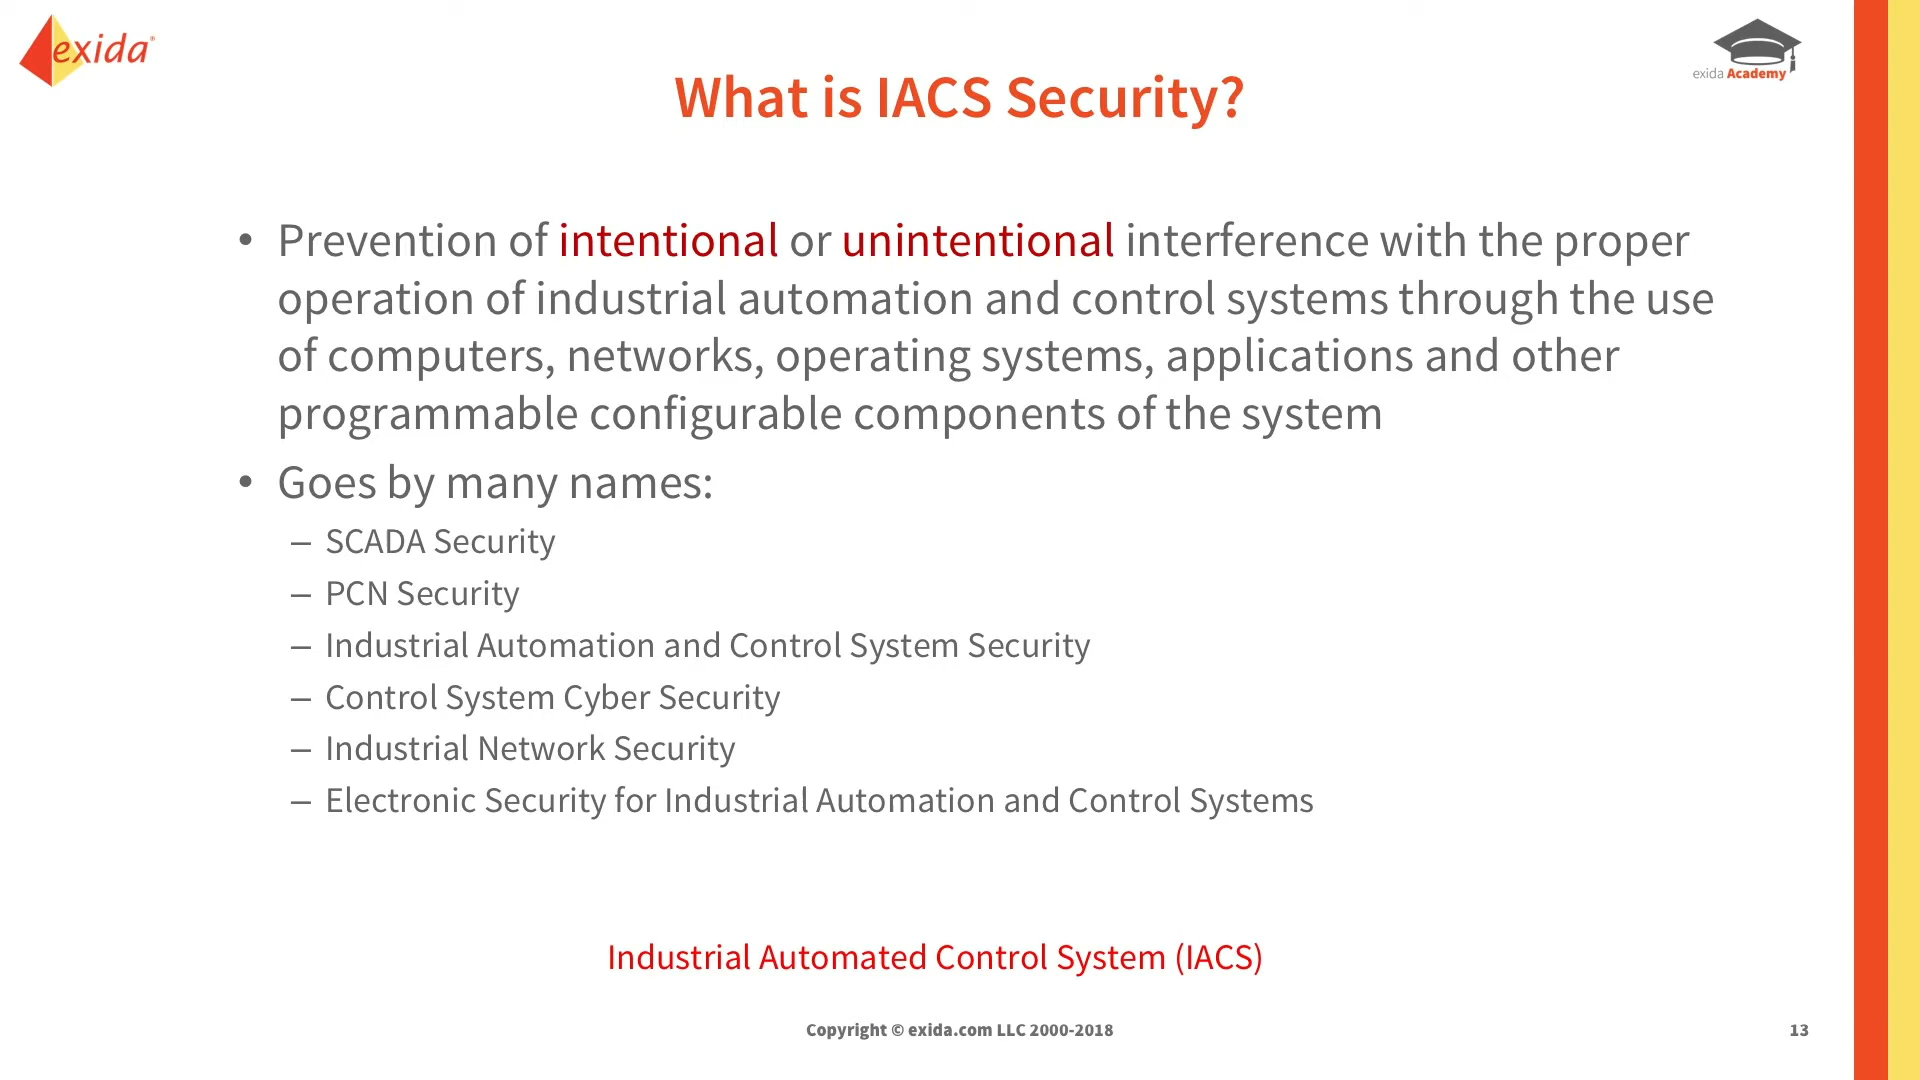 exida®
exida Academy
What is IACS Security?
• Prevention of intentional or unintentional interference with the proper
operation of industrial automation and control systems through the use
of computers, networks, operating systems, applications and other
programmable configurable components of the system
• Goes by many names:
– SCADA Security
– PCN Security
– Industrial Automation and Control System Security
– Control System Cyber Security
– Industrial Network Security
– Electronic Security for Industrial Automation and Control Systems
Industrial Automated Control System (IACS)
Copyright © exida.com LLC 2000-2018
13